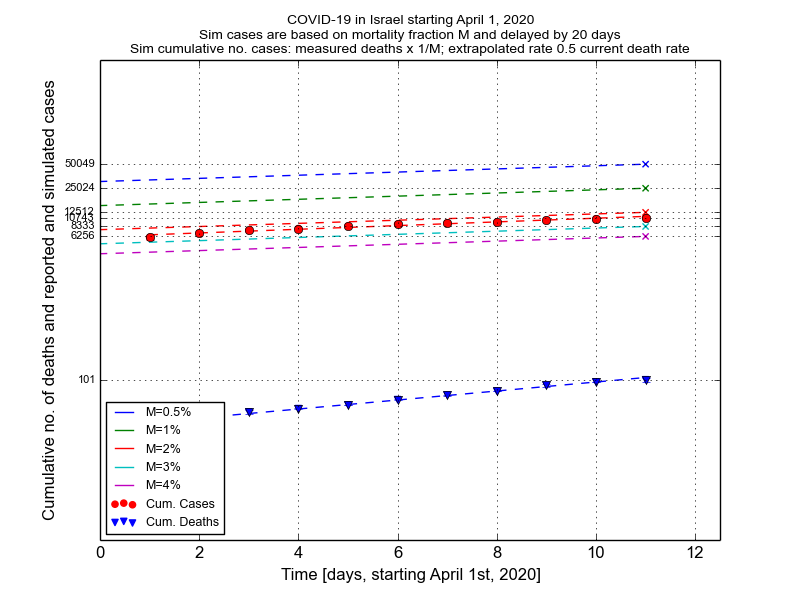 COVID-19 in Israel starting April 1, 2020
Sim cases are based on mortality fraction M and delayed by 20 days
Sim cumulative no. cases: measured deaths x 1/M; extrapolated rate 0.5 current death rate
Cumulative no. of deaths and reported and simulated cases
50049
25024
12512
10743
8333
6256
101
M=0.5%
M=1%
M=2%
M=3%
M=4%
Cum. Cases
Cum. Deaths
0 2 4 6 8 10 12
Time [days, starting April 1st, 2020]